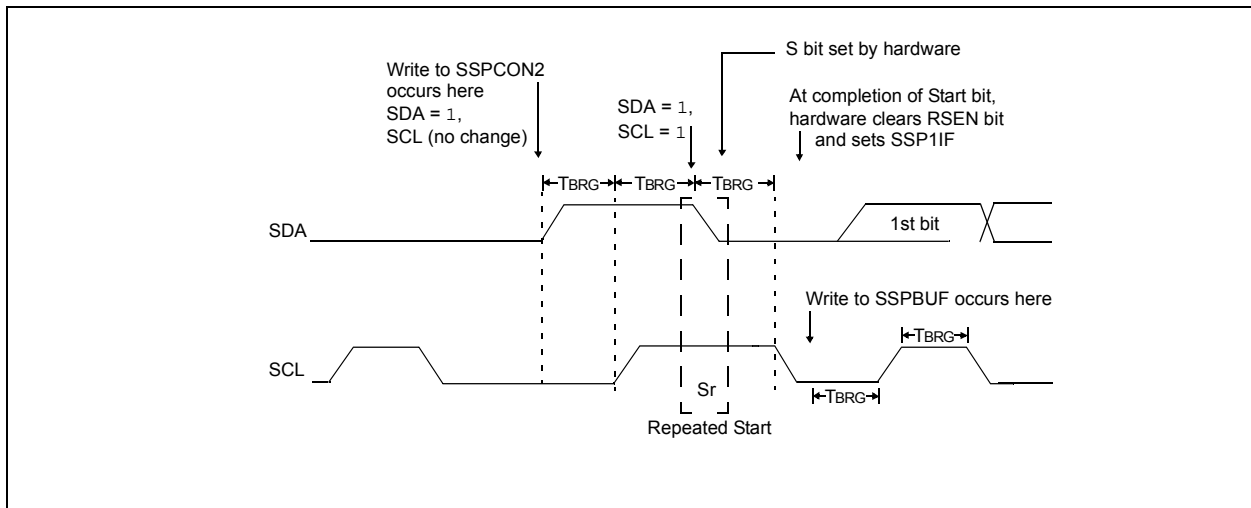 S bit set by hardware
Write to SSPCON2
occurs here
SDA = 1,
SCL (no change)
SDA = 1,
SCL = 1
At completion of Start bit,
hardware clears RSEN bit
and sets SSP1IF
TBRG
TBRG
TBRG
SDA
1st bit
Write to SSPBUF occurs here
TBRG
SCL
Sr
TBRG
Repeated Start